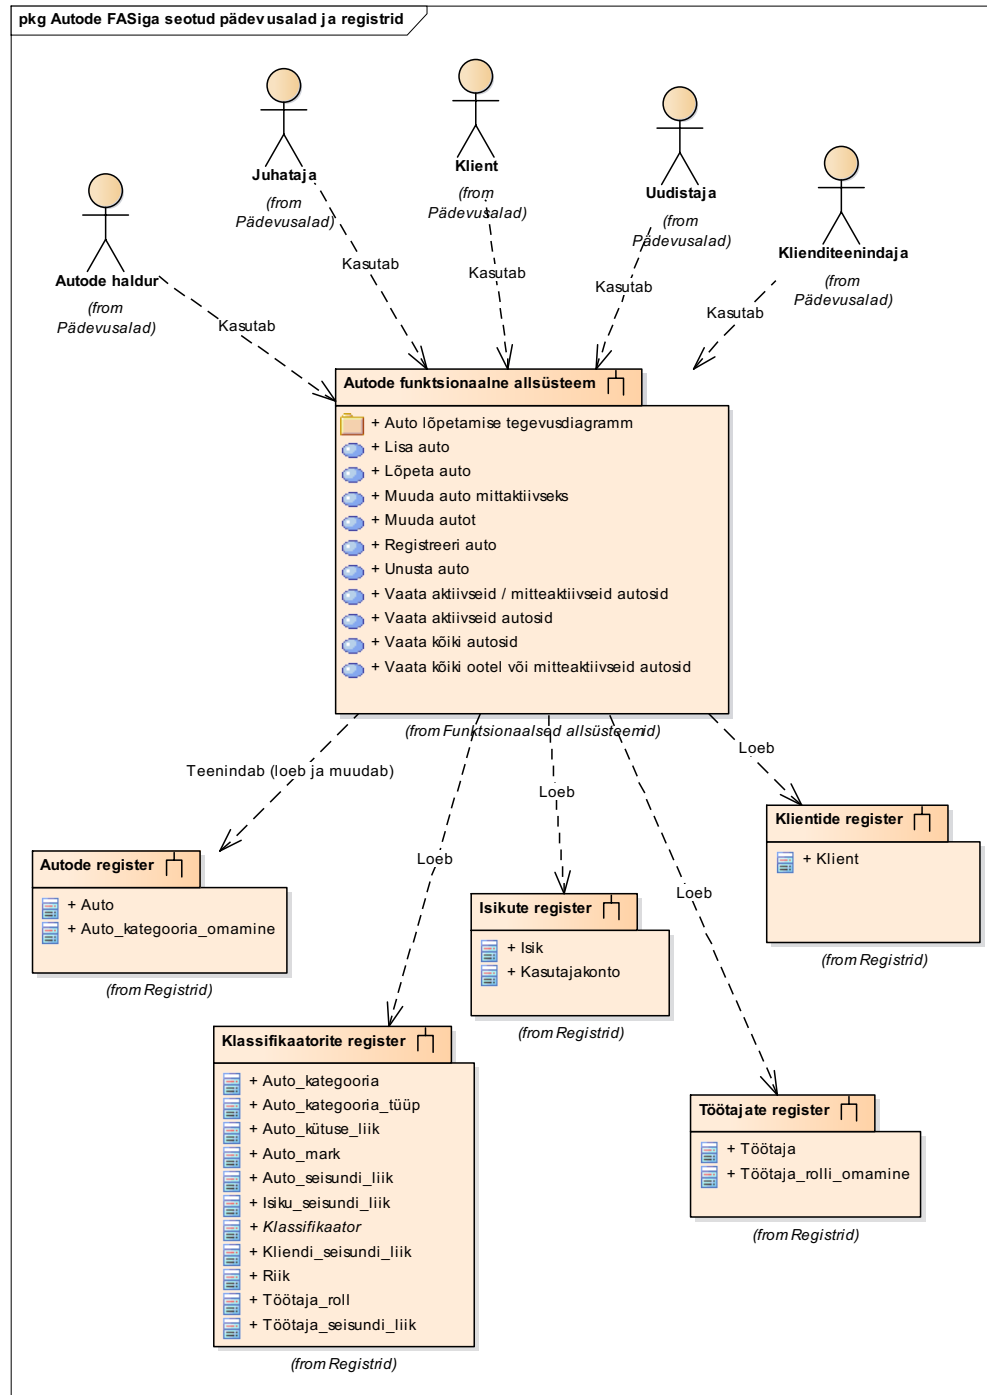 pkg Autode FASiga seotud pädevusalad ja registrid
Juhataja
(from
Pädevusalad)
Klient
(from
Pädevusalad)
Uudistaja
(from
Pädevusalad)
Klienditeenindaja
(from
Pädevusalad)
Autode haldur
(from
Pädevusalad)
Kasutab
Kasutab
Kasutab
Kasutab
Kasutab
Autode funktsionaalne allsüsteem
+ Auto lõpetamise tegevusdiagramm
+ Lisa auto
+ Lõpeta auto
+ Muuda auto mittaktiivseks
+ Muuda autot
+ Registreeri auto
+ Unusta auto
+ Vaata aktiivseid / mitteaktiivseid autosid
+ Vaata aktiivseid autosid
+ Vaata kõiki autosid
+ Vaata kõiki ootel või mitteaktiivseid autosid
(from Funktsionaalsed allsüsteemid)
Teenindab (loeb ja muudab)
Loeb
Loeb
Loeb
Loeb
Autode register
+ Auto
+ Auto_kategooria_omamine
(from Registrid)
Klassifikaatorite register
+ Auto_kategooria
+ Auto_kategooria_tüüp
+ Auto_kütuse_liik
+ Auto_mark
+ Auto_seisundi_liik
+ Isiku_seisundi_liik
+ Klassifikaator
+ Kliendi_seisundi_liik
+ Riik
+ Töötaja_roll
+ Töötaja_seisundi_liik
(from Registrid)
Isikute register
+ Isik
+ Kasutajakonto
(from Registrid)
Klientide register
+ Klient
(from Registrid)
Töötajate register
+ Töötaja
+ Töötaja_rolli_omamine
(from Registrid)